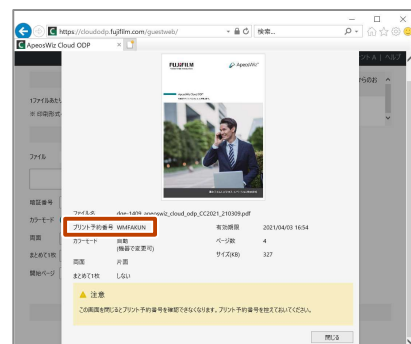 https://cloudodp.fujifilm.com/guestweb/
検索...
ApeosWiz Cloud ODP
ントA | ヘルプ
らのお
1ファイルあたり
※ 印刷形式
ファイル
暗証番号
カラーモード
両面
まとめて1枚
開始ページ
FUJIFILM
ApeosWiz
ApeosWiz Cloud ODP
ファイル名 doc-1409_apeoswiz_cloud_odp_CC2021_210309.pdf
プリント予約番号 WMFAKUN 有効期限 2021/04/03 16:54
カラーモード 自動 ページ数 4
(機器で変更可)
サイズ(KB) 327
両面 片面
まとめて1枚 しない
注意
この画面を閉じるとプリント予約番号を確認できなくなります。プリント予約番号を控えておいてください。
閉じる